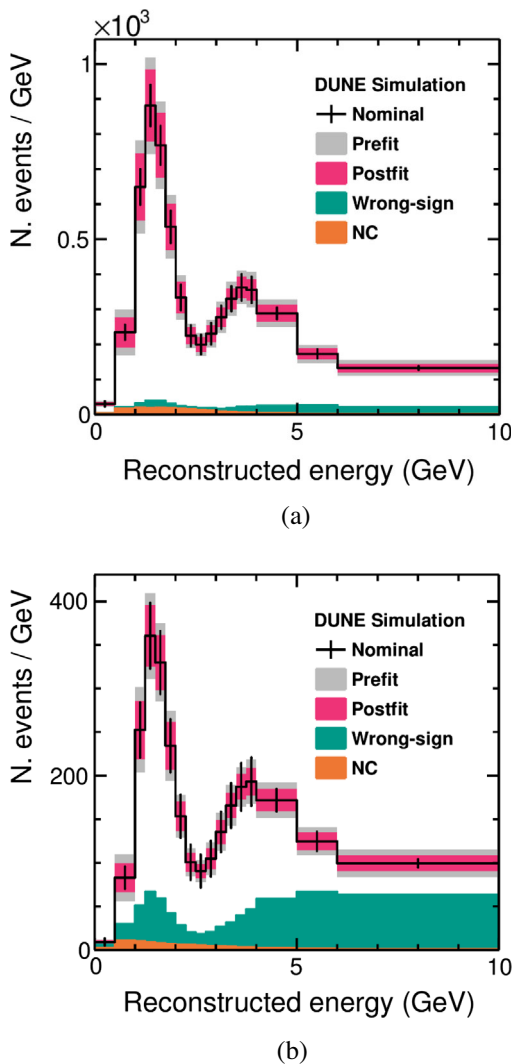 ×10³
1
0.5
0
N. events / GeV
DUNE Simulation
Nominal
Prefit
Postfit
Wrong-sign
NC
0 5 10
Reconstructed energy (GeV)
(a)
400
200
0
N. events / GeV
DUNE Simulation
Nominal
Prefit
Postfit
Wrong-sign
NC
0 5 10
Reconstructed energy (GeV)
(b)